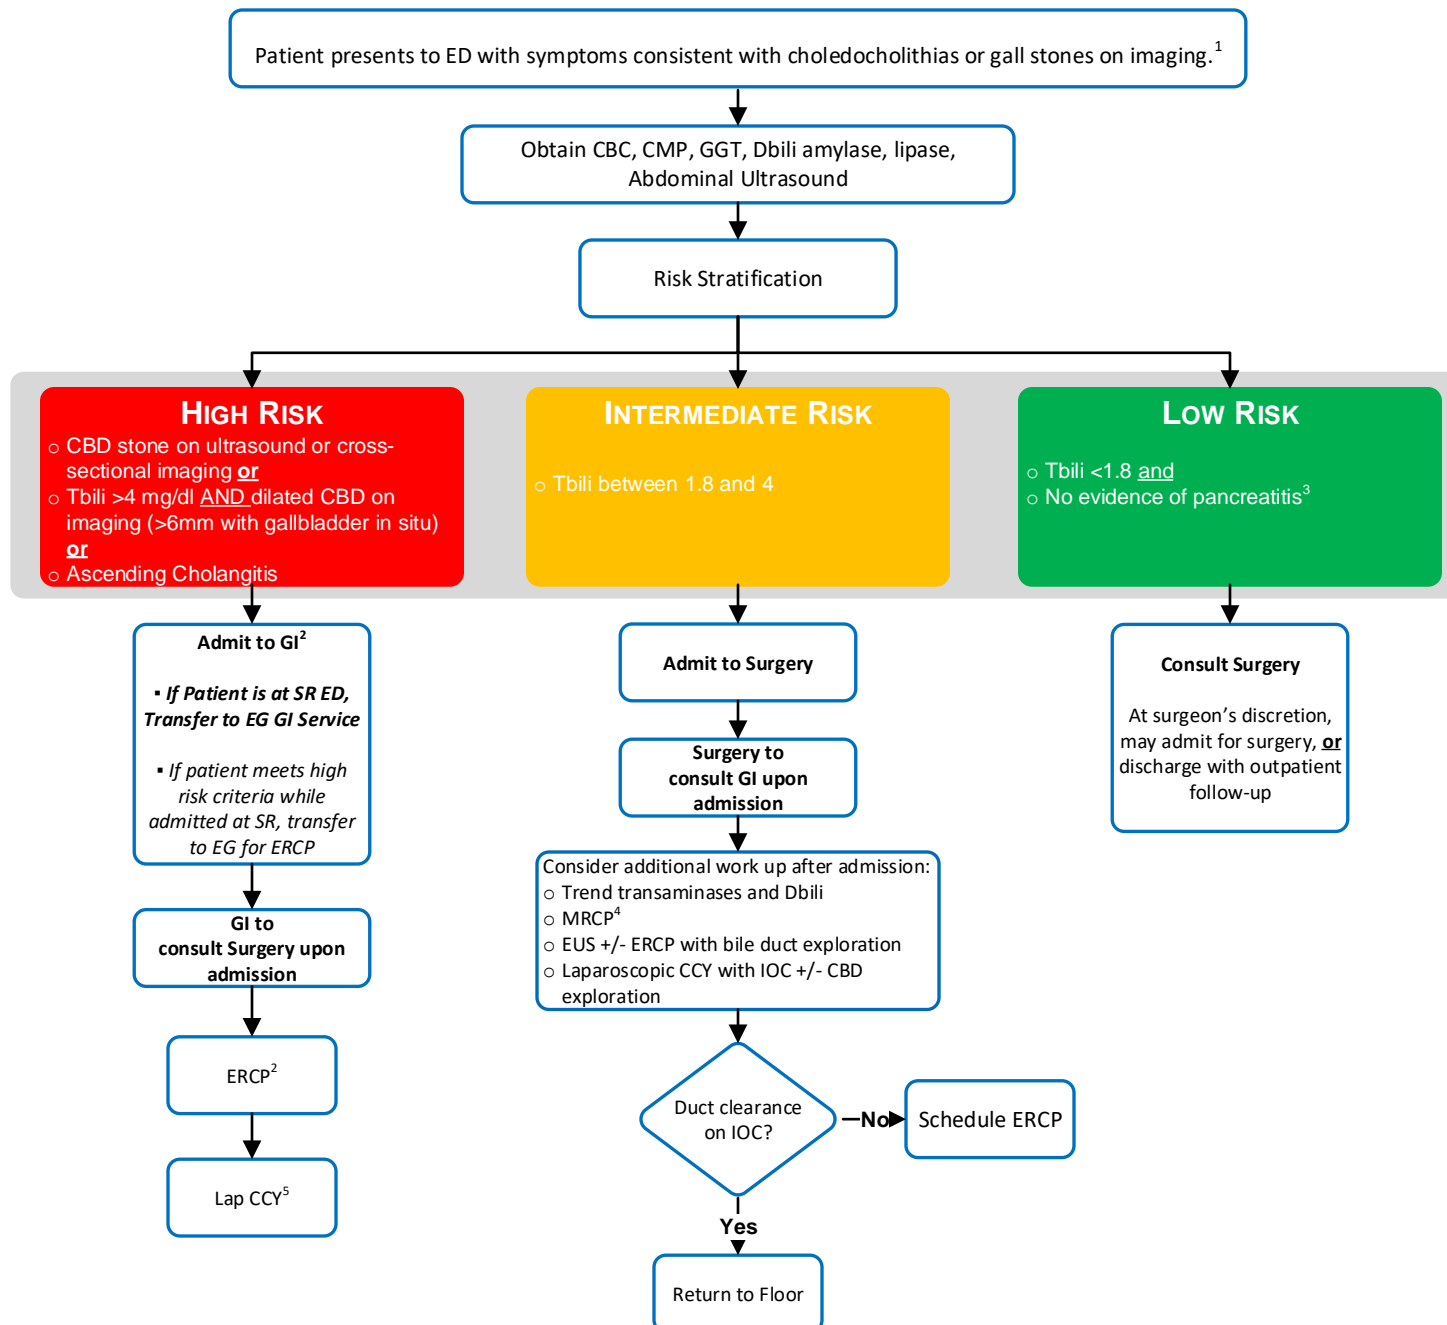 Patient presents to ED with symptoms consistent with choledocholithias or gall stones on imaging.1
Obtain CBC, CMP, GGT, Dbili amylase, lipase,
Abdominal Ultrasound
Risk Stratification
HIGH RISK
○ CBD stone on ultrasound or cross-
sectional imaging or
○ Tbili >4 mg/dl AND dilated CBD on
imaging (>6mm with gallbladder in situ)
or
○ Ascending Cholangitis
INTERMEDIATE RISK
○ Tbili between 1.8 and 4
LOW RISK
○ Tbili <1.8 and
○ No evidence of pancreatitis3
Admit to GI2
▪ If Patient is at SR ED,
Transfer to EG GI Service
▪ If patient meets high
risk criteria while
admitted at SR, transfer
to EG for ERCP
GI to
consult Surgery upon
admission
ERCP2
Lap CCY5
Admit to Surgery
Surgery to
consult GI upon
admission
Consider additional work up after admission:
○ Trend transaminases and Dbili
○ MRCP4
○ EUS +/- ERCP with bile duct exploration
○ Laparoscopic CCY with IOC +/- CBD
exploration
Duct clearance
on IOC?
No
Schedule ERCP
Yes
Return to Floor
Consult Surgery
At surgeon’s discretion,
may admit for surgery, or
discharge with outpatient
follow-up